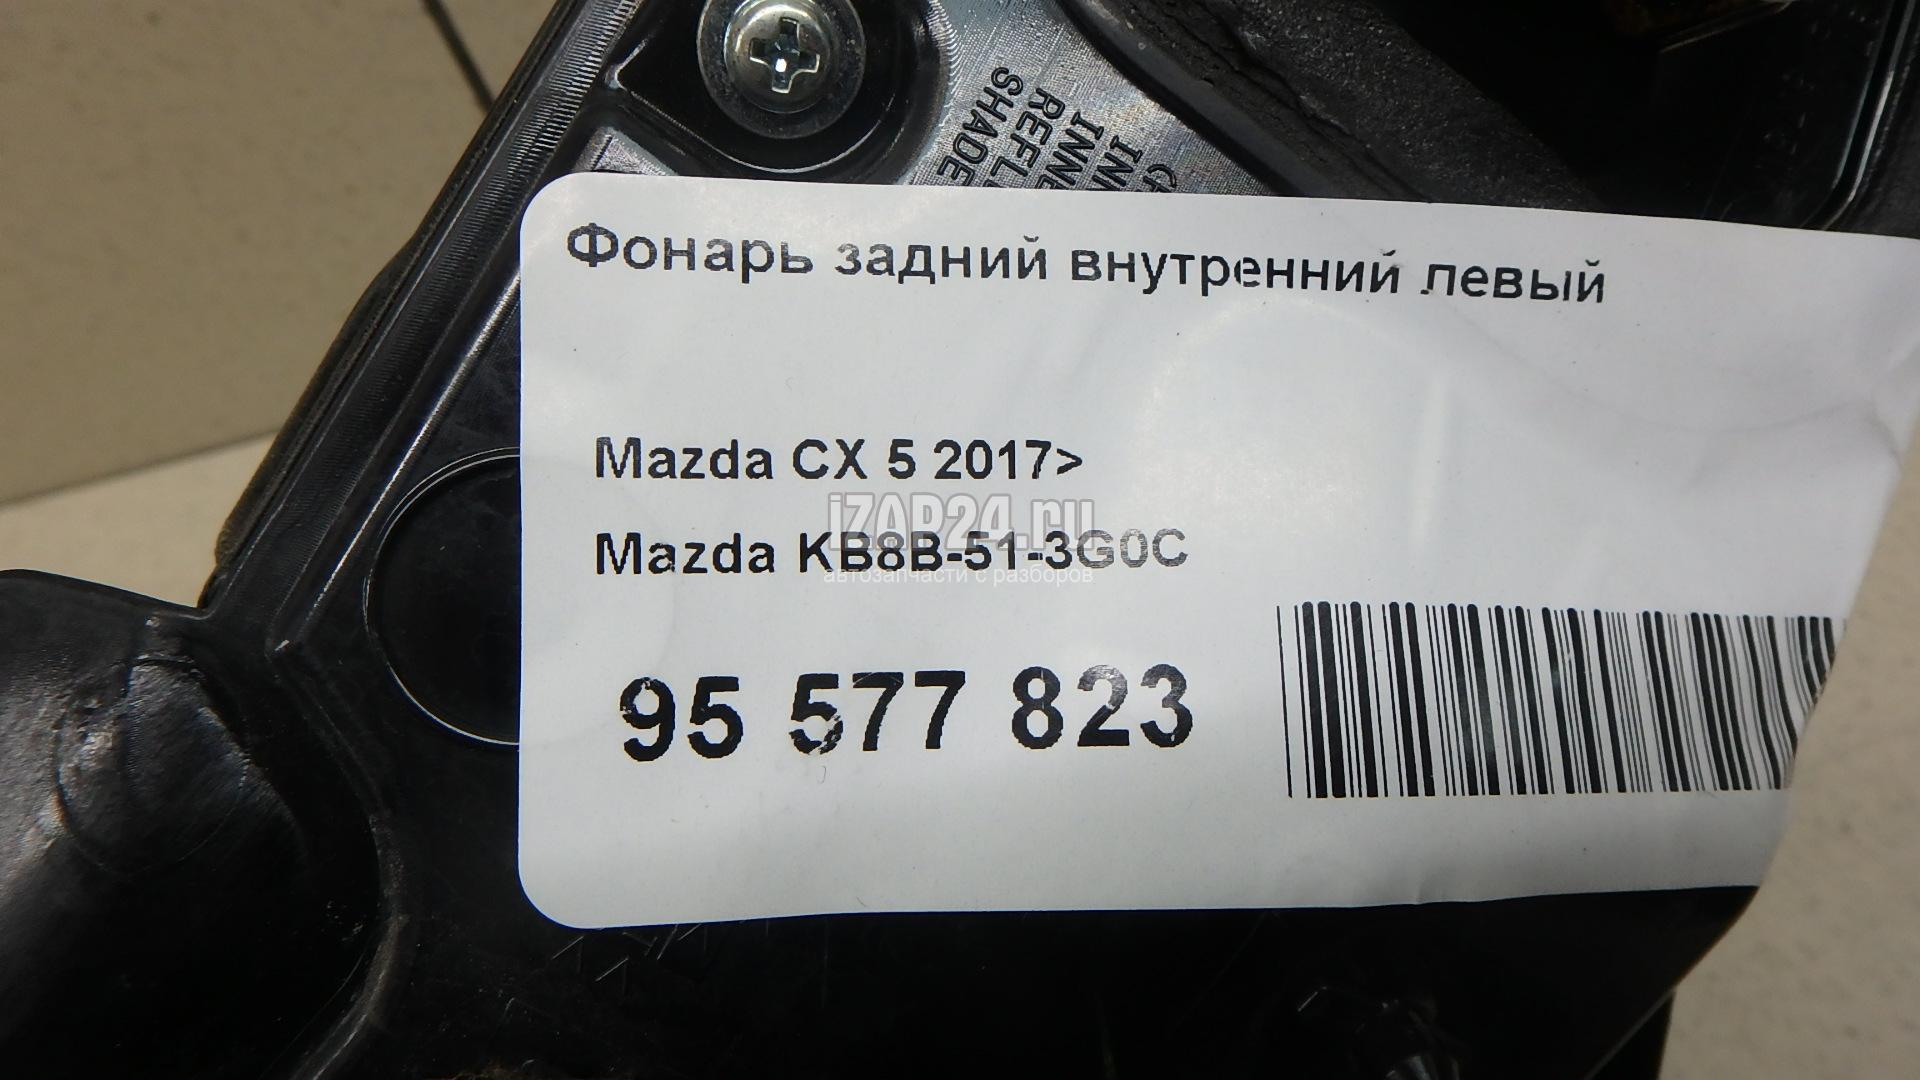 SHADE
INNE
Фонарь задний внутренний левый
Mazda CX 5 2017>
iZAP24.ru
Mazda KB8B-51-3G0C
автозапчасти с разборов
95 577 823